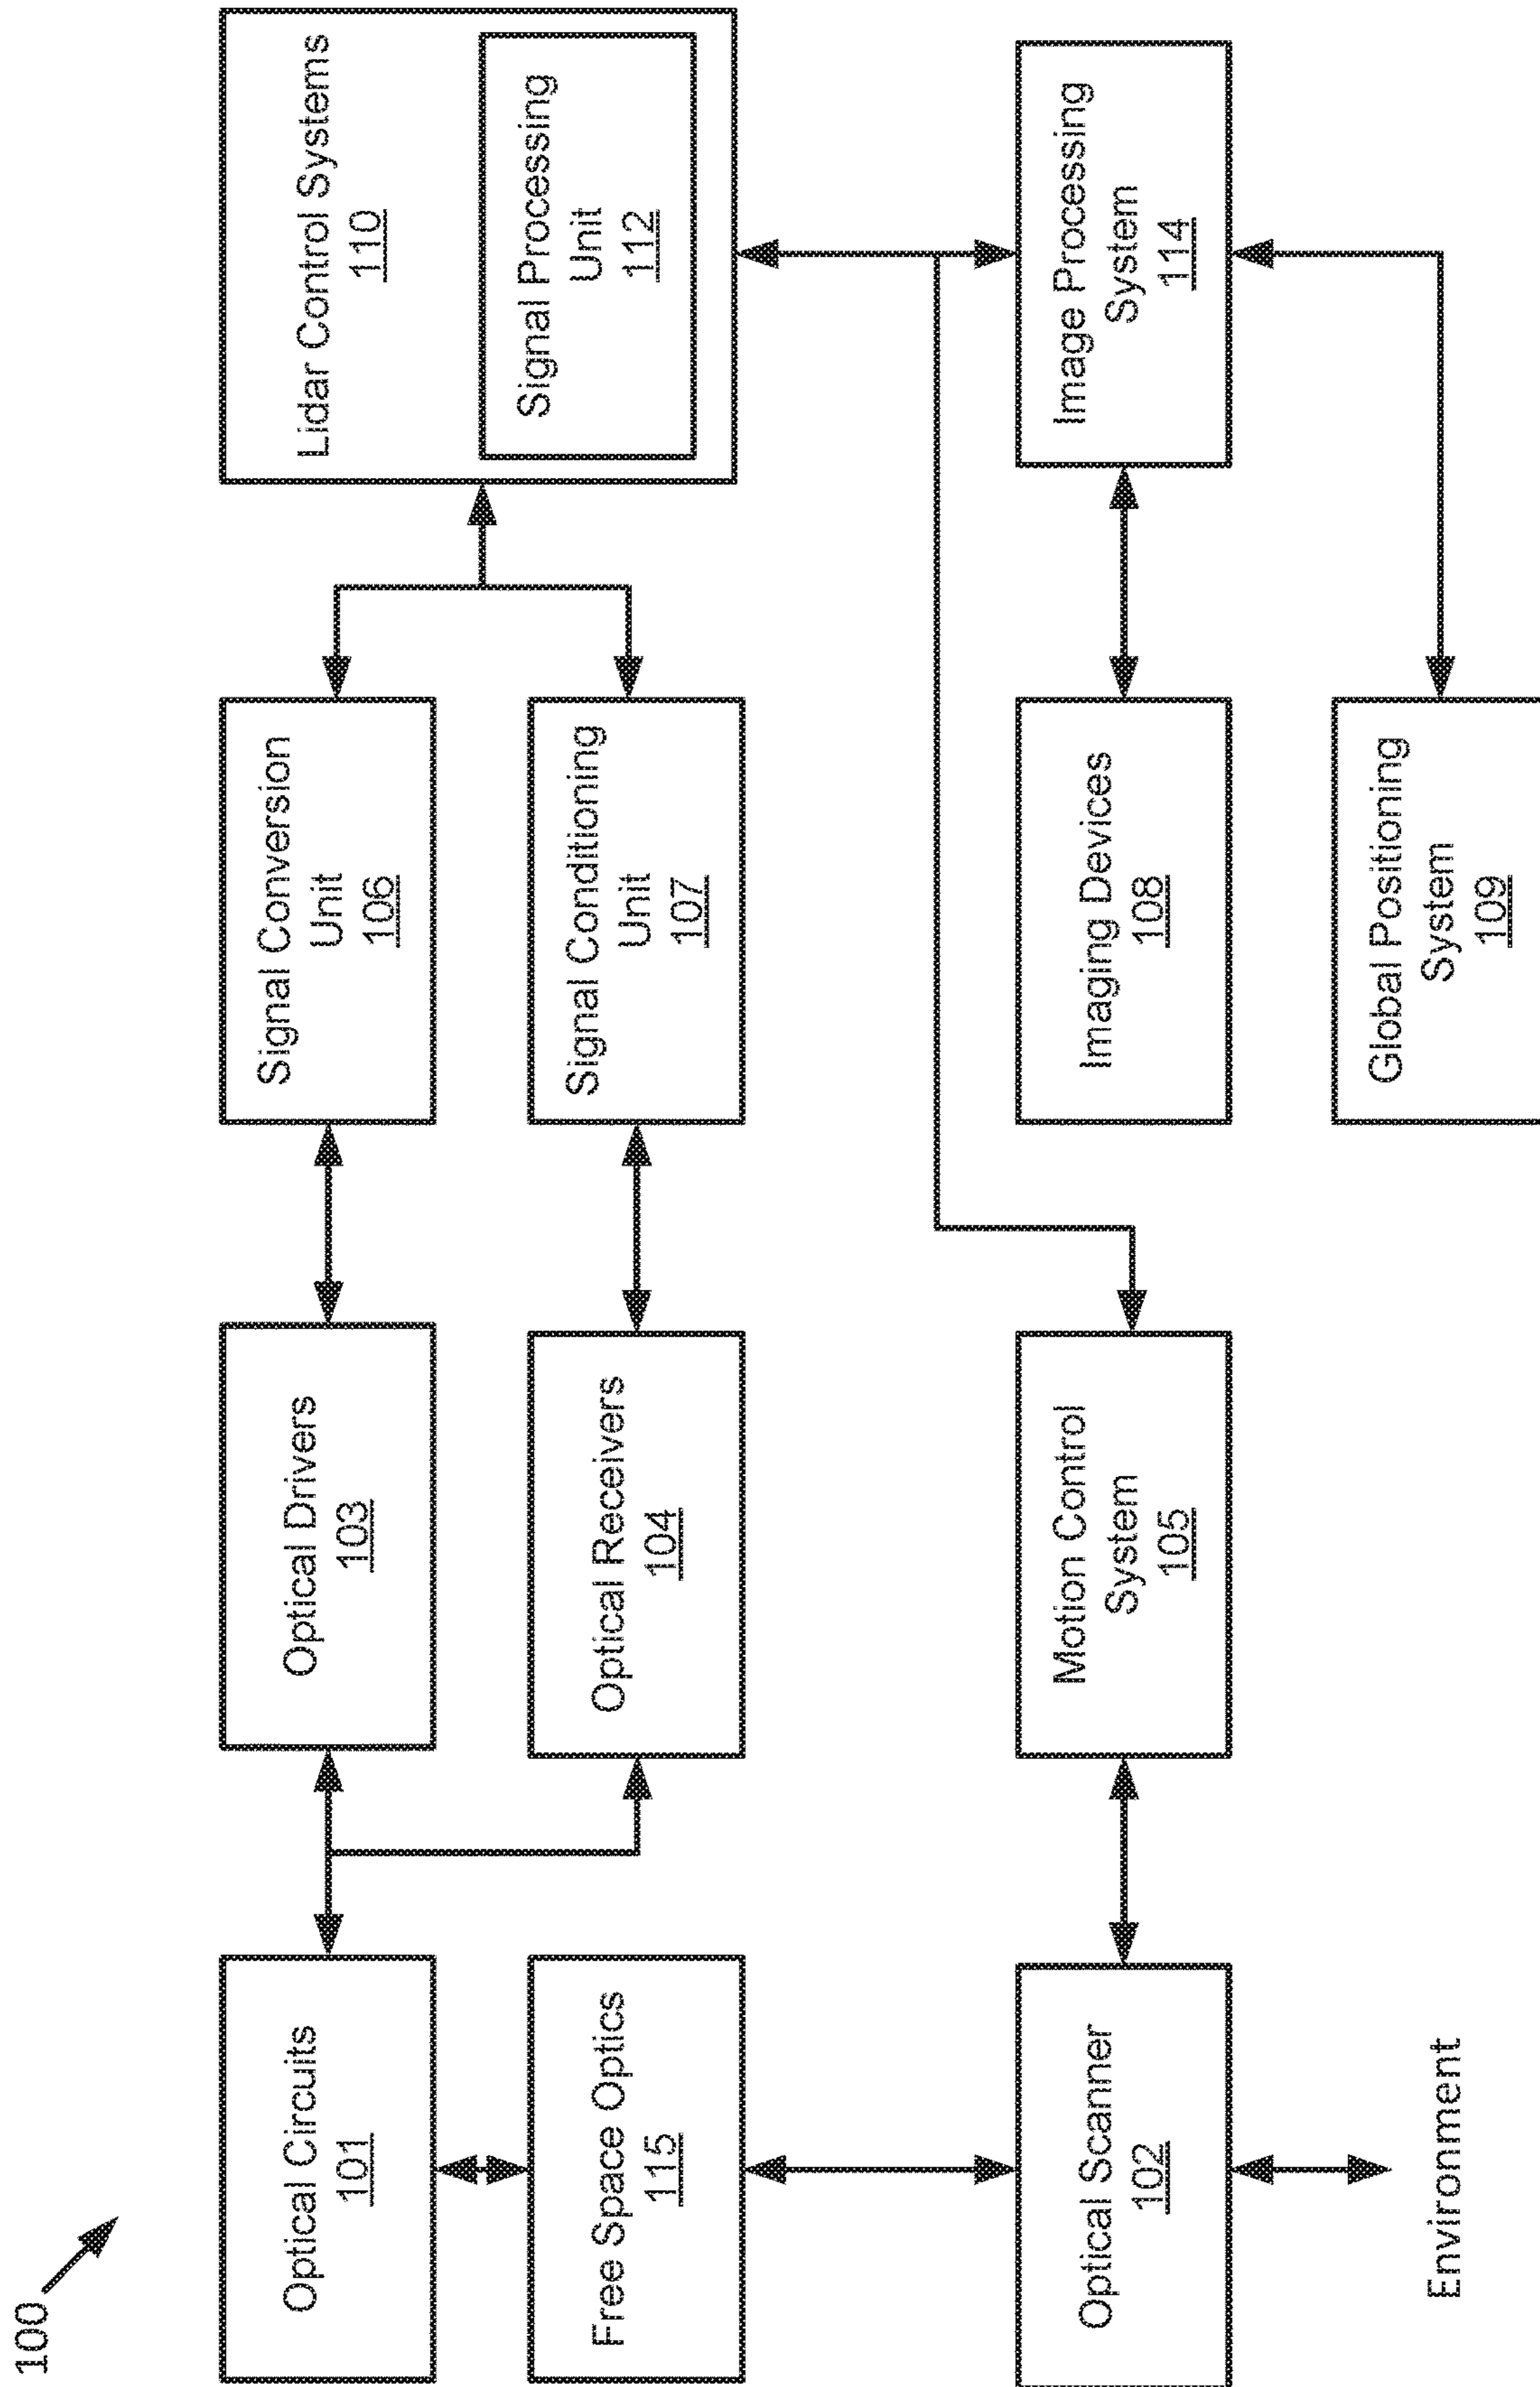 100
Optical Circuits
101
Optical Drivers
103
Signal Conversion
Unit
106
Lidar Control Systems
110
Signal Processing
Unit
112
Free Space Optics
115
Optical Receivers
104
Signal Conditioning
Unit
107
Optical Scanner
102
Motion Control
System
105
Imaging Devices
108
Image Processing
System
114
Environment
Global Positioning
System
109